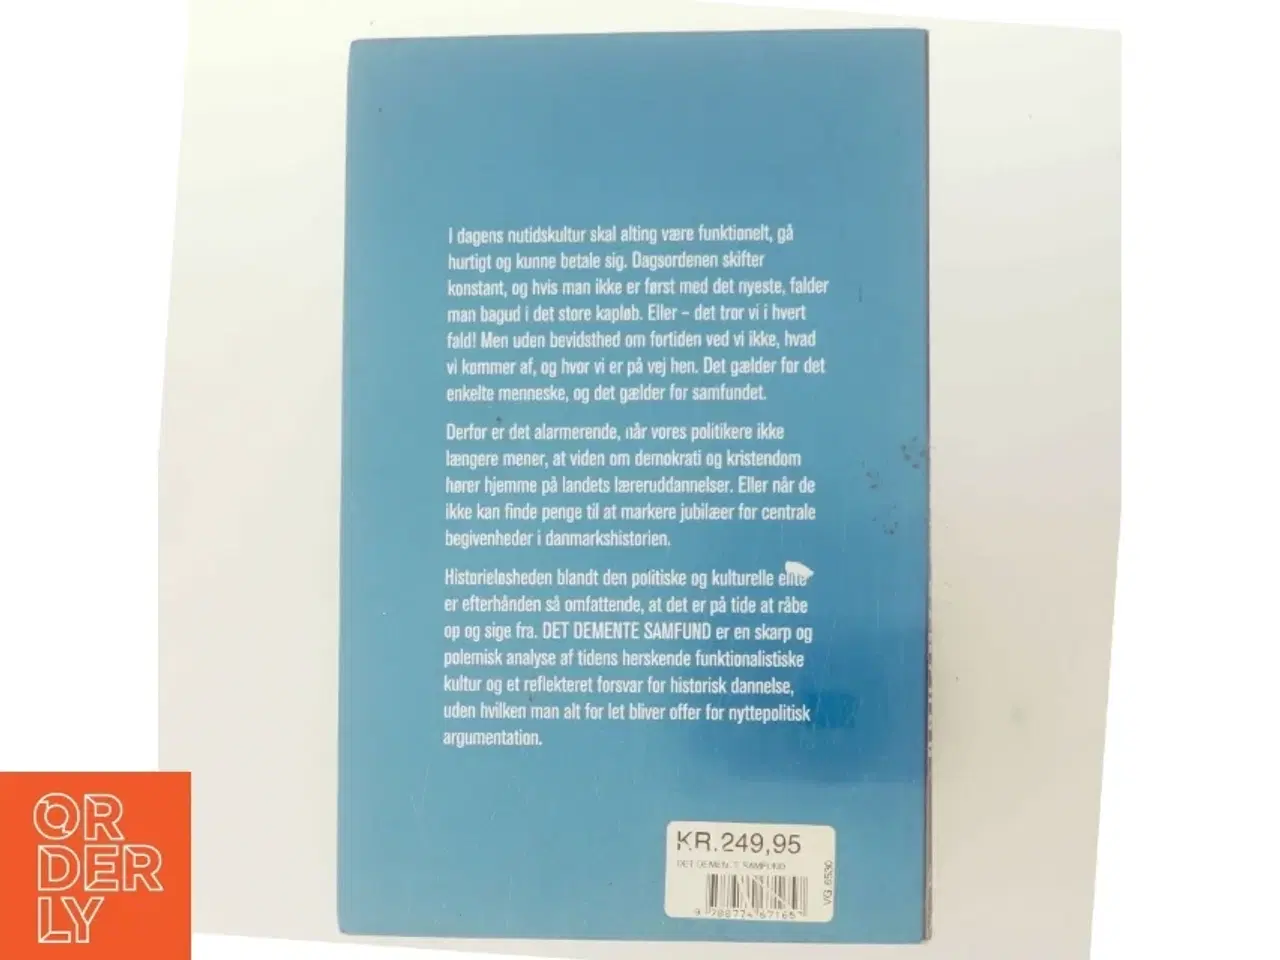 I dagens nutidskultur skal alting være funktionelt, gå
hurtigt og kunne betale sig. Dagsordenen skifter
konstant, og hvis man ikke er først med det nyeste, falder
man bagud i det store kapløb. Eller – det tror vi i hvert
fald! Men uden bevidsthed om fortiden ved vi ikke, hvad
vi kommer af, og hvor vi er på vej hen. Det gælder for det
enkelte menneske, og det gælder for samfundet.
Derfor er det alarmerende, når vores politikere ikke
længere mener, at viden om demokrati og kristendom
hører hjemme på landets læreruddannelser. Eller når de
ikke kan finde penge til at markere jubilæer for centrale
begivenheder i danmarkshistorien.
Historieløsheden blandt den politiske og kulturelle elite
er efterhånden så omfattende, at det er på tide at råbe
op og sige fra. DET DEMENTE SAMFUND er en skarp og
polemisk analyse af tidens herskende funktionalistiske
kultur og et reflekteret forsvar for historisk dannelse,
uden hvilken man alt for let bliver offer for nyttepolitisk
argumentation.
KR.249,95
DET DEMENTE SAMFUND
VG 6530
9 788774 671657
OR
DER
LY